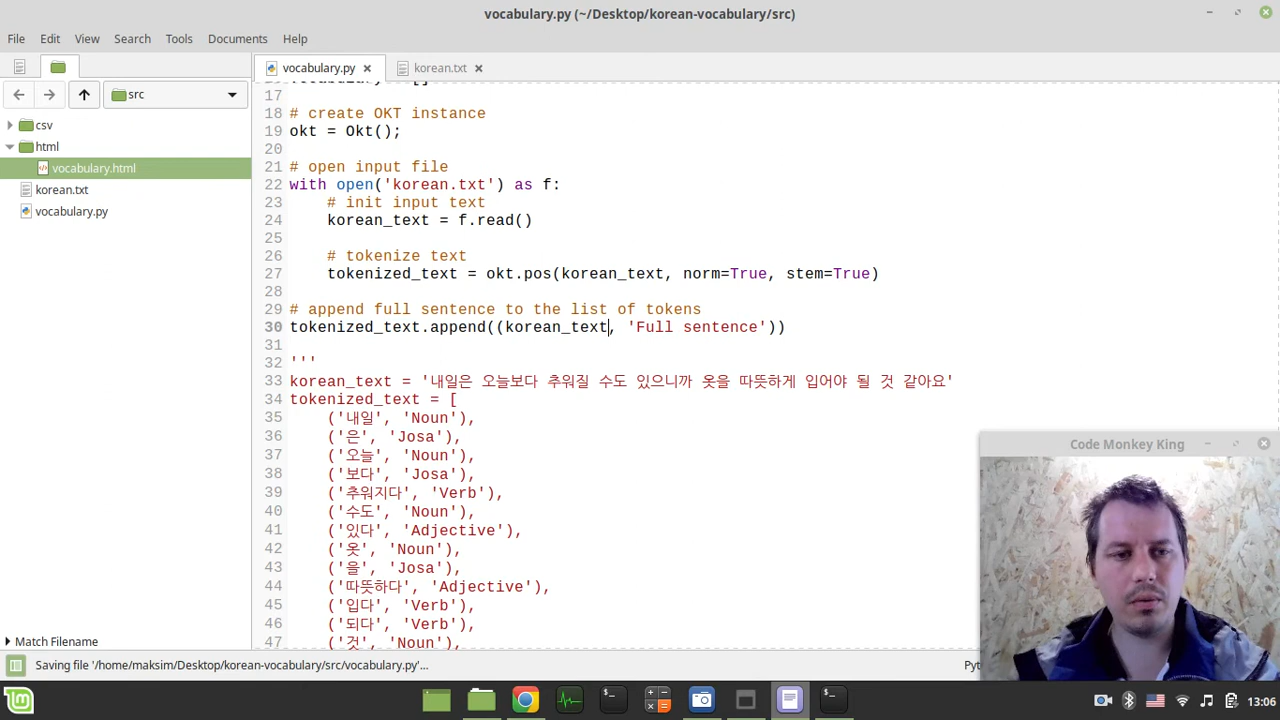 vocabulary.py (~/Desktop/korean-vocabulary/src)
File Edit View Search Tools Documents Help
vocabulary.py korean.txt
src
csv
html
vocabulary.html
korean.txt
vocabulary.py
17
18 # create OKT instance
19 okt = Okt();
20
21 # open input file
22 with open('korean.txt') as f:
23 # init input text
24 korean_text = f.read()
25
26 # tokenize text
27 tokenized_text = okt.pos(korean_text, norm=True, stem=True)
28
29 # append full sentence to the list of tokens
30 tokenized_text.append((korean_text, 'Full sentence'))
31
32 '''
33 korean_text = '내일은 오늘보다 추워질 수도 있으니까 옷을 따뜻하게 입어야 될 것 같아요'
34 tokenized_text = [
35 ('내일', 'Noun'),
36 ('은', 'Josa'),
37 ('오늘', 'Noun'),
38 ('보다', 'Josa'),
39 ('추워지다', 'Verb'),
40 ('수도', 'Noun'),
41 ('있다', 'Adjective'),
42 ('옷', 'Noun'),
43 ('을', 'Josa'),
44 ('따뜻하다', 'Adjective'),
45 ('입다', 'Verb'),
46 ('되다', 'Verb'),
47 ('것', 'Noun'),
Code Monkey King
Match Filename
Saving file '/home/maksim/Desktop/korean-vocabulary/src/vocabulary.py'...
13:06